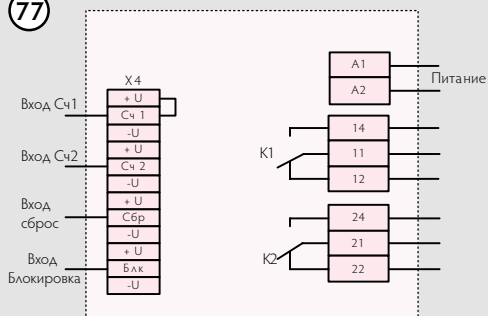 77
X4
Вход Сч1
+ U
Сч 1
-U
Вход Сч2
+ U
Сч 2
-U
Вход
сброс
+ U
Сбр
-U
Вход
Блокировка
+ U
Блк
-U
A1
A2
Питание
K1
14
11
12
K2
24
21
22